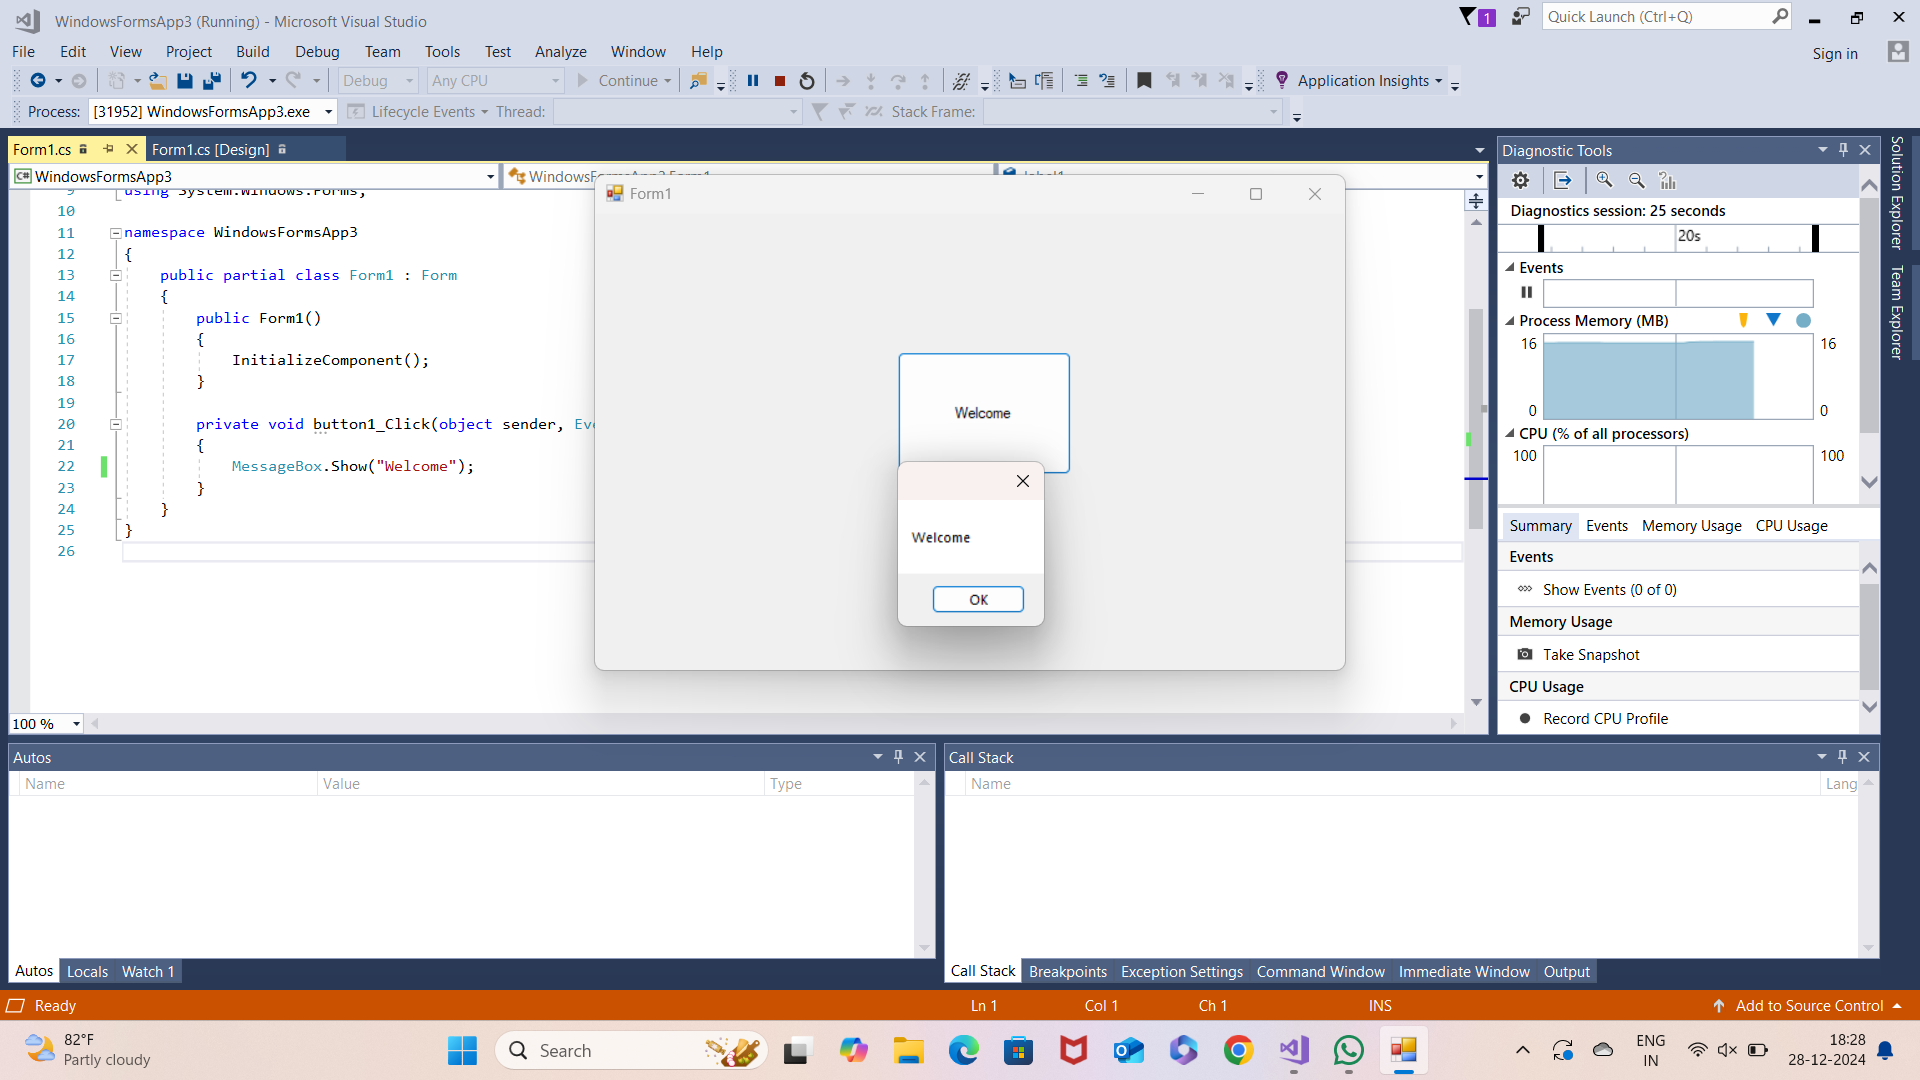 WindowsFormsApp3 (Running) - Microsoft Visual Studio
1
Quick Launch (Ctrl+Q)
File Edit View Project Build Debug Team Tools Test Analyze Window Help
Sign in
Debug Any CPU Continue Application Insights
Process: [31952] WindowsFormsApp3.exe Lifecycle Events Thread: Stack Frame:
Form1.cs Form1.cs [Design]
WindowsFormsApp3
9 using System.Windows.Forms;
10
11 namespace WindowsFormsApp3
12 {
13 public partial class Form1 : Form
14 {
15 public Form1()
16 {
17 InitializeComponent();
18 }
19
20 private void button1_Click(object sender,
21 {
22 MessageBox.Show("Welcome");
23 }
24 }
25 }
26
100 %
Form1
Welcome
Welcome
OK
Diagnostic Tools
Diagnostics session: 25 seconds
20s
Events
Process Memory (MB)
16 16
0 0
CPU (% of all processors)
100 100
Summary Events Memory Usage CPU Usage
Events
Show Events (0 of 0)
Memory Usage
Take Snapshot
CPU Usage
Record CPU Profile
Solution Explorer
Team Explorer
Autos
Name Value Type
Autos Locals Watch 1
Call Stack
Name Lang
Call Stack Breakpoints Exception Settings Command Window Immediate Window Output
Ready Ln 1 Col 1 Ch 1 INS Add to Source Control
82°F
Partly cloudy
Search
ENG
IN
18:28
28-12-2024